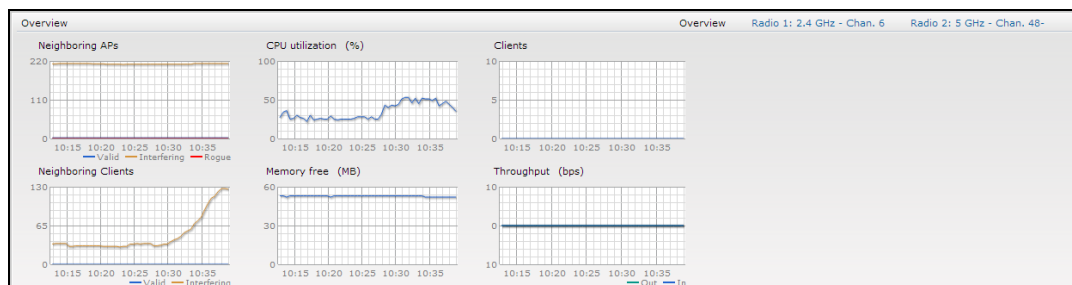 Overview
Overview Radio 1: 2.4 GHz - Chan. 6 Radio 2: 5 GHz - Chan. 48-
Neighboring APs
220
110
0
10:15 10:20 10:25 10:30 10:35
Valid Interfering Rogue
CPU utilization (%)
100
50
0
10:15 10:20 10:25 10:30 10:35
Clients
10
5
0
10:15 10:20 10:25 10:30 10:35
Neighboring Clients
130
65
0
10:15 10:20 10:25 10:30 10:35
Valid Interfering
Memory free (MB)
60
30
0
10:15 10:20 10:25 10:30 10:35
Throughput (bps)
10
0
10
10:15 10:20 10:25 10:30 10:35
Out In